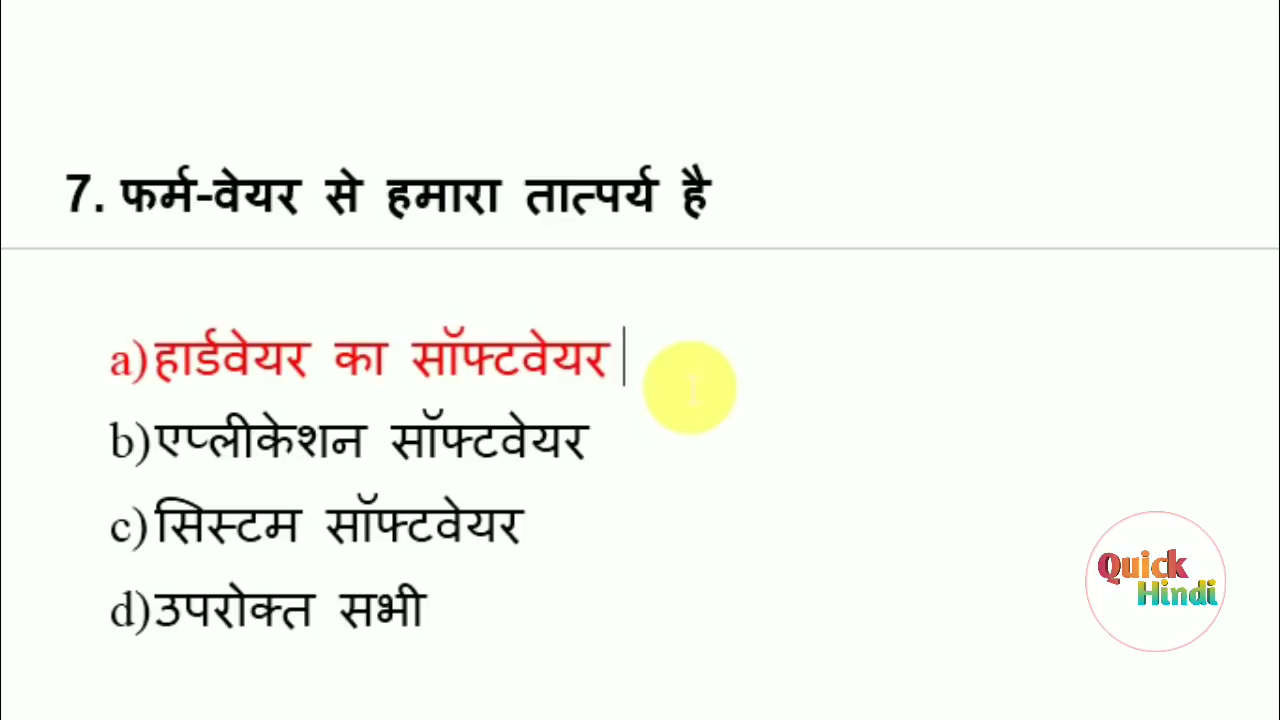 7. फर्म-वेयर से हमारा तात्पर्य है
a) हार्डवेयर का सॉफ्टवेयर
b) एप्लीकेशन सॉफ्टवेयर
c) सिस्टम सॉफ्टवेयर
d) उपरोक्त सभी
Quick
Hindi